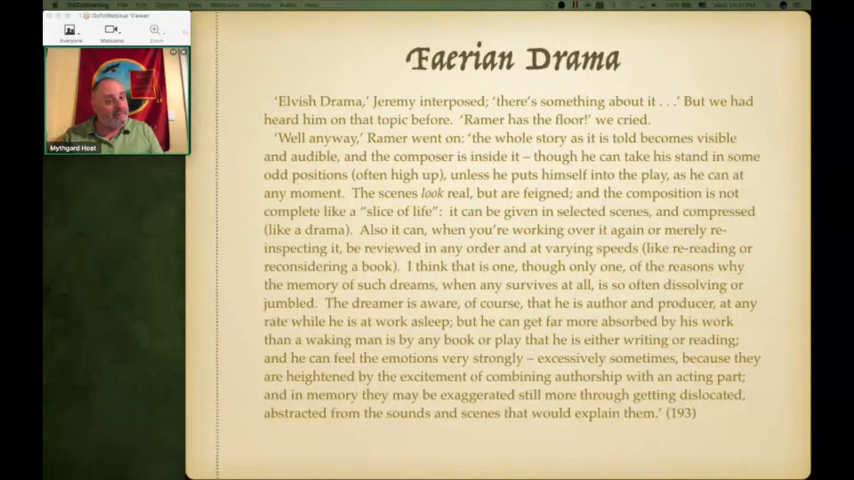 GoToWebinar Viewer
Everyone
Webcams
Zoom
Mythgard Host
Faerian Drama
‘Elvish Drama,’ Jeremy interposed; ‘there’s something about it . . .’ But we had
heard him on that topic before. ‘Ramer has the floor!’ we cried.
‘Well anyway,’ Ramer went on: ‘the whole story as it is told becomes visible
and audible, and the composer is inside it – though he can take his stand in some
odd positions (often high up), unless he puts himself into the play, as he can at
any moment. The scenes look real, but are feigned; and the composition is not
complete like a “slice of life”: it can be given in selected scenes, and compressed
(like a drama). Also it can, when you’re working over it again or merely re-
inspecting it, be reviewed in any order and at varying speeds (like re-reading or
reconsidering a book). I think that is one, though only one, of the reasons why
the memory of such dreams, when any survives at all, is so often dissolving or
jumbled. The dreamer is aware, of course, that he is author and producer, at any
rate while he is at work asleep; but he can get far more absorbed by his work
than a waking man is by any book or play that he is either writing or reading;
and he can feel the emotions very strongly – excessively sometimes, because they
are heightened by the excitement of combining authorship with an acting part;
and in memory they may be exaggerated still more through getting dislocated,
abstracted from the sounds and scenes that would explain them.’ (193)